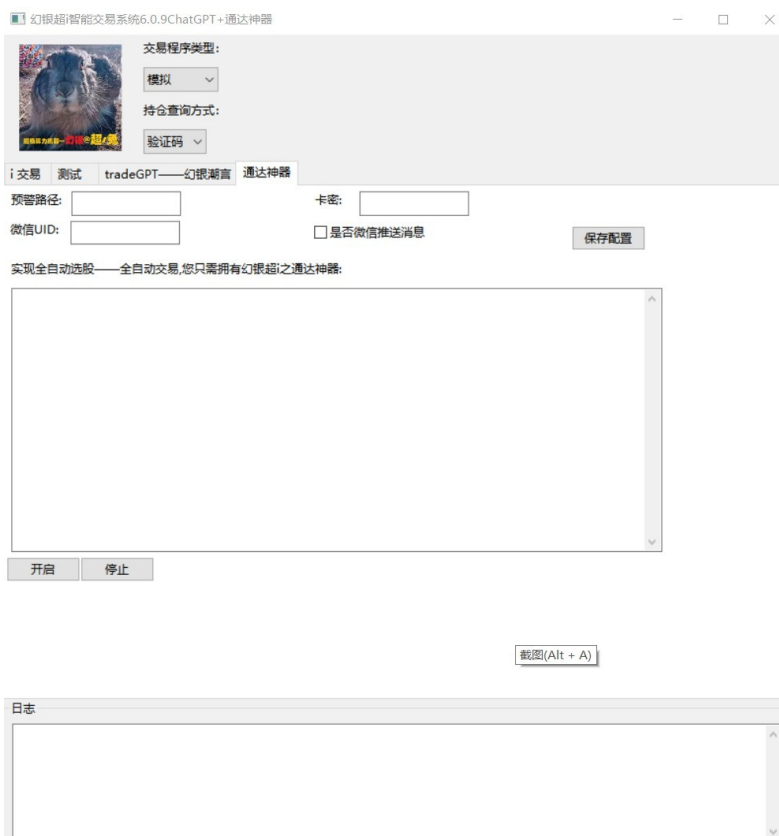 幻银超i智能交易系统6.0.9ChatGPT+通达神器
交易程序类型:
模拟
持仓查询方式:
验证码
i 交易 测试 tradeGPT——幻银潮言 通达神器
预警路径: 卡密:
微信UID: 是否微信推送消息 保存配置
实现全自动选股——全自动交易,您只需拥有幻银超i之通达神器:
开启 停止
截图(Alt + A)
日志